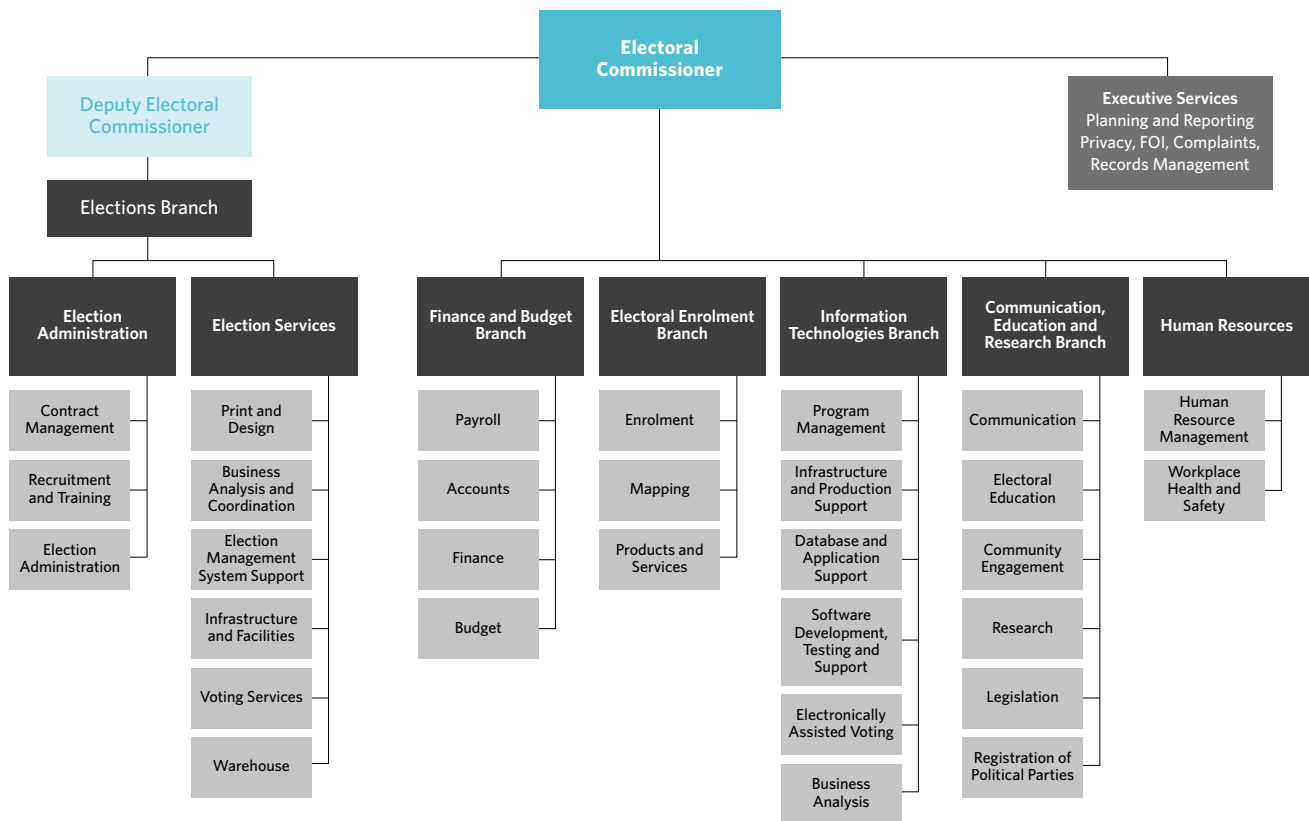 Electoral
Commissioner
Deputy Electoral
Commissioner
Executive Services
Planning and Reporting
Privacy, FOI, Complaints,
Records Management
Elections Branch
Election
Administration
Contract
Management
Recruitment
and Training
Election
Administration
Election Services
Print and
Design
Business
Analysis and
Coordination
Election
Management
System Support
Infrastructure
and Facilities
Voting Services
Warehouse
Finance and Budget
Branch
Payroll
Accounts
Finance
Budget
Electoral Enrolment
Branch
Enrolment
Mapping
Products and
Services
Information
Technologies Branch
Program
Management
Infrastructure
and Production
Support
Database and
Application
Support
Software
Development,
Testing and
Support
Electronically
Assisted Voting
Business
Analysis
Communication,
Education and
Research Branch
Communication
Electoral
Education
Community
Engagement
Research
Legislation
Registration of
Political Parties
Human Resources
Human
Resource
Management
Workplace
Health and
Safety